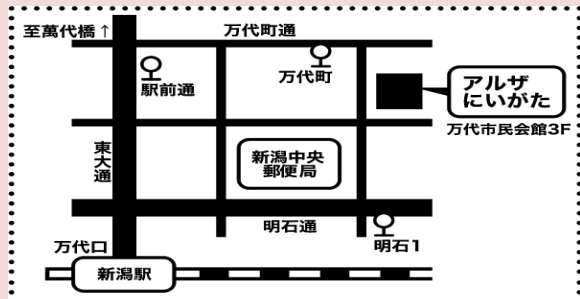 至萬代橋↑
万代町通
駅前通
万代町
アルザ
にいがた
万代市民会館3F
東大通
新潟中央
郵便局
明石通
明石1
万代口
新潟駅